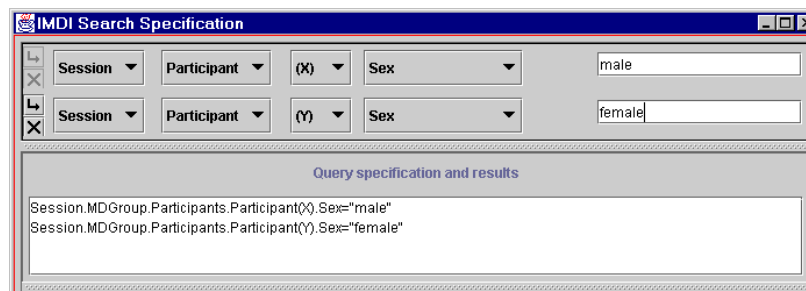 IMDI Search Specification
Session Participant (X) Sex male
Session Participant (Y) Sex female
Query specification and results
Session.MDGroup.Participants.Participant(X).Sex="male"
Session.MDGroup.Participants.Participant(Y).Sex="female"